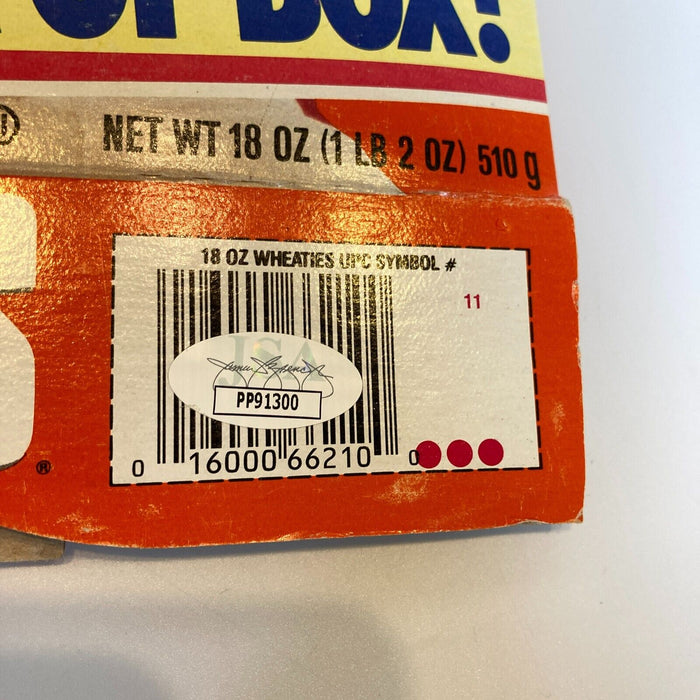 OF BOX!
NET WT 18 OZ (1 LB 2 OZ) 510 g
18 OZ WHEATIES UPC SYMBOL #
11
JSA
PP91300
0 16000 66210 0
®